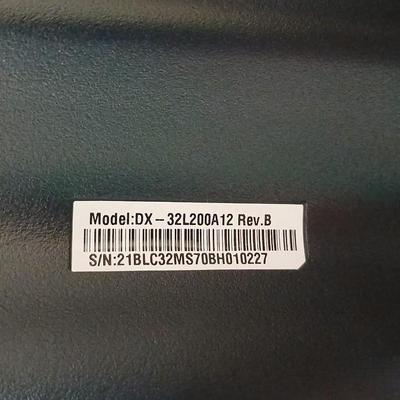 Model:DX-32L200A12 Rev.B
S/N:21BLC32MS70BH010227